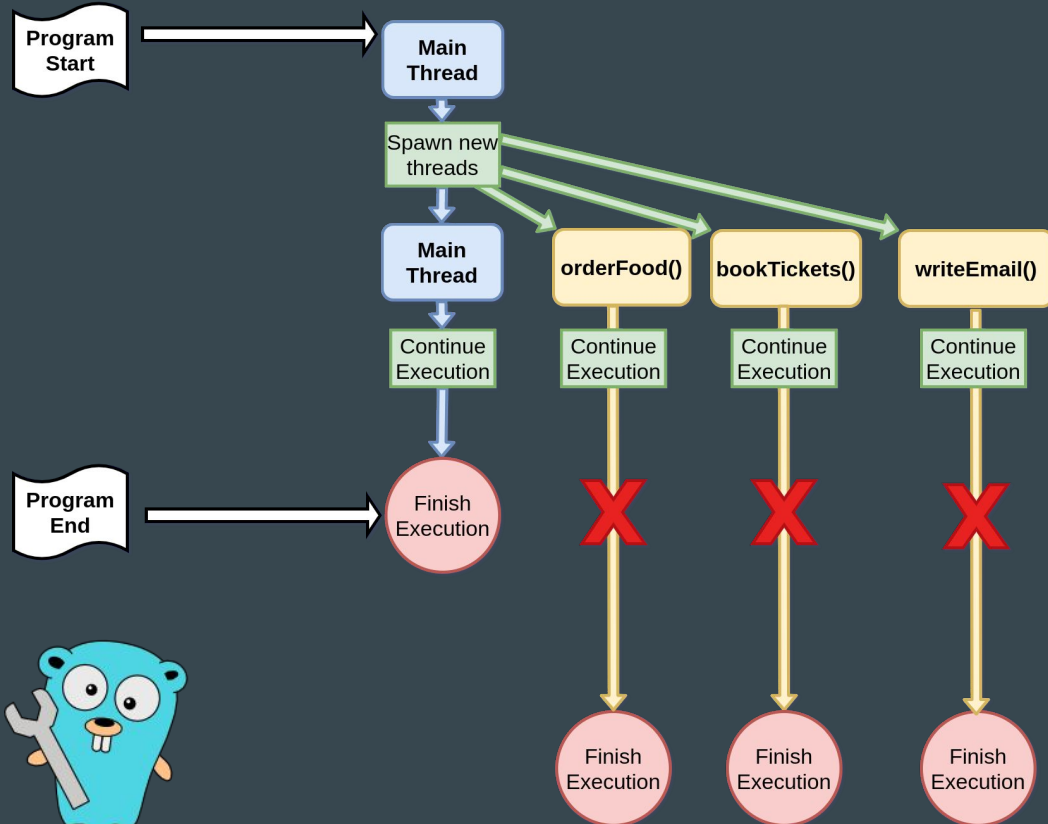 Program
Start
Main
Thread
Spawn new
threads
Main
Thread
orderFood()
bookTickets()
writeEmail()
Continue
Execution
Continue
Execution
Continue
Execution
Continue
Execution
Program
End
Finish
Execution
X
X
X
Finish
Execution
Finish
Execution
Finish
Execution